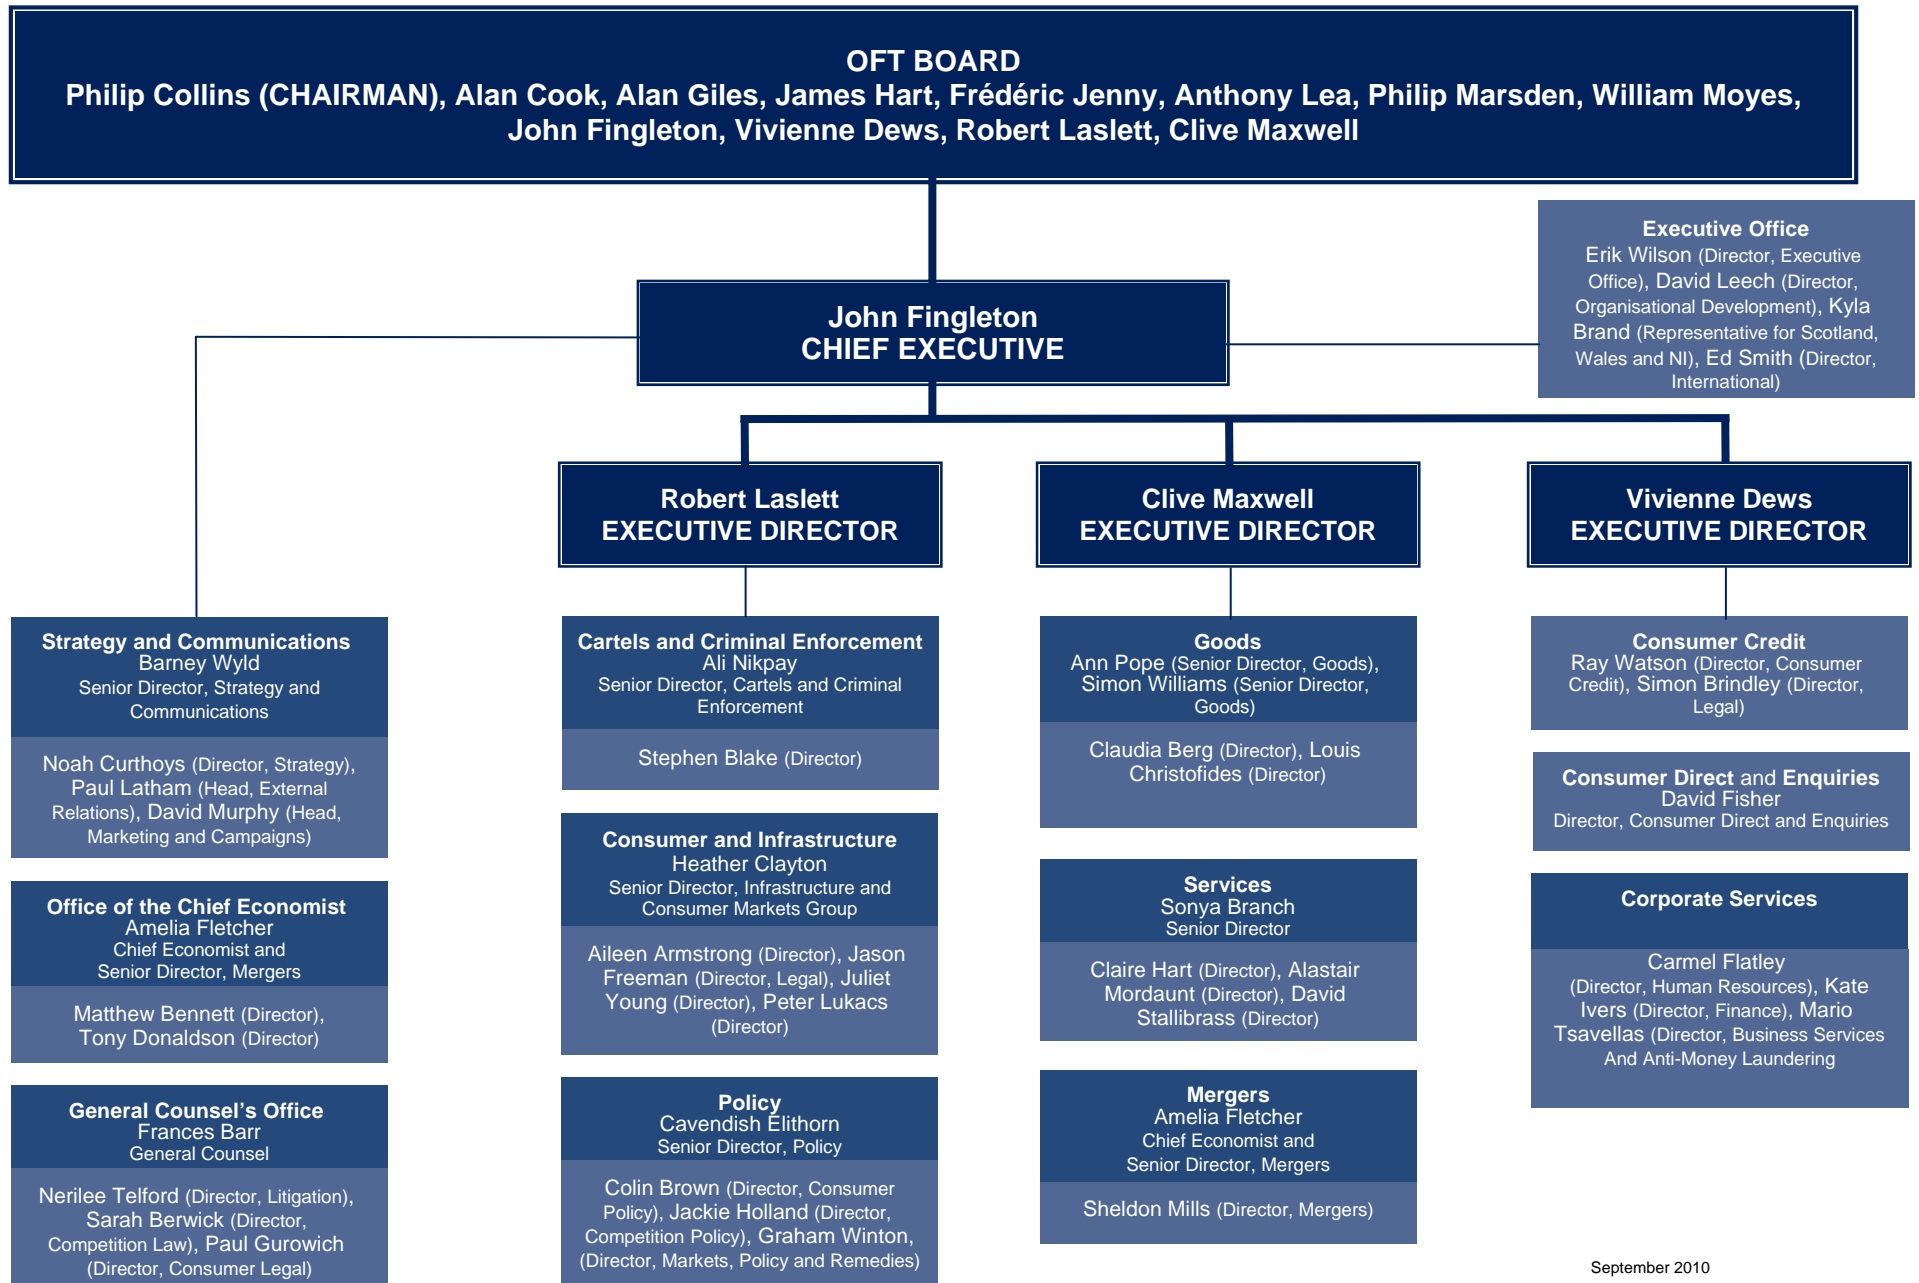 OFT BOARD
Philip Collins (CHAIRMAN), Alan Cook, Alan Giles, James Hart, Frédéric Jenny, Anthony Lea, Philip Marsden, William Moyes,
John Fingleton, Vivienne Dews, Robert Laslett, Clive Maxwell
Executive Office
Erik Wilson (Director, Executive
Office), David Leech (Director,
Organisational Development), Kyla
Brand (Representative for Scotland,
Wales and NI), Ed Smith (Director,
International)
John Fingleton
CHIEF EXECUTIVE
Robert Laslett
EXECUTIVE DIRECTOR
Clive Maxwell
EXECUTIVE DIRECTOR
Vivienne Dews
EXECUTIVE DIRECTOR
Strategy and Communications
Barney Wyld
Senior Director, Strategy and
Communications
Noah Curthoys (Director, Strategy),
Paul Latham (Head, External
Relations), David Murphy (Head,
Marketing and Campaigns)
Office of the Chief Economist
Amelia Fletcher
Chief Economist and
Senior Director, Mergers
Matthew Bennett (Director),
Tony Donaldson (Director)
General Counsel's Office
Frances Barr
General Counsel
Nerilee Telford (Director, Litigation),
Sarah Berwick (Director,
Competition Law), Paul Gurowich
(Director, Consumer Legal)
Cartels and Criminal Enforcement
Ali Nikpay
Senior Director, Cartels and Criminal
Enforcement
Stephen Blake (Director)
Consumer and Infrastructure
Heather Clayton
Senior Director, Infrastructure and
Consumer Markets Group
Aileen Armstrong (Director), Jason
Freeman (Director, Legal), Juliet
Young (Director), Peter Lukacs
(Director)
Policy
Cavendish Elithorn
Senior Director, Policy
Colin Brown (Director, Consumer
Policy), Jackie Holland (Director,
Competition Policy), Graham Winton,
(Director, Markets, Policy and Remedies)
Goods
Ann Pope (Senior Director, Goods),
Simon Williams (Senior Director,
Goods)
Claudia Berg (Director), Louis
Christofides (Director)
Services
Sonya Branch
Senior Director
Claire Hart (Director), Alastair
Mordaunt (Director), David
Stallibrass (Director)
Mergers
Amelia Fletcher
Chief Economist and
Senior Director, Mergers
Sheldon Mills (Director, Mergers)
Consumer Credit
Ray Watson (Director, Consumer
Credit), Simon Brindley (Director,
Legal)
Consumer Direct and Enquiries
David Fisher
Director, Consumer Direct and Enquiries
Corporate Services
Carmel Flatley
(Director, Human Resources), Kate
Ivers (Director, Finance), Mario
Tsavellas (Director, Business Services
And Anti-Money Laundering
September 2010